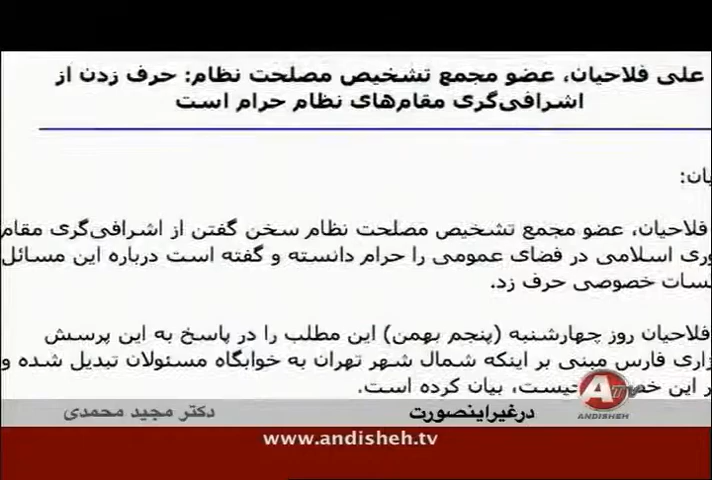 علی فلاحیان، عضو مجمع تشخیص مصلحت نظام: حرف زدن از
اشرافی‌گری مقام‌های نظام حرام است
یان:
فلاحیان، عضو مجمع تشخیص مصلحت نظام سخن گفتن از اشرافی‌گری مقام
وری اسلامی در فضای عمومی را حرام دانسته و گفته است درباره این مسائل
سات خصوصی حرف زد.
فلاحیان روز چهارشنبه (پنجم بهمن) این مطلب را در پاسخ به این پرسش
زاری فارس مبنی بر اینکه شمال شهر تهران به خوابگاه مسئولان تبدیل شده و
ر این چیست، بیان کرده است.
درغیراینصورت
دکتر مجید محمدی
ATV
ANDISHEH
www.andisheh.tv